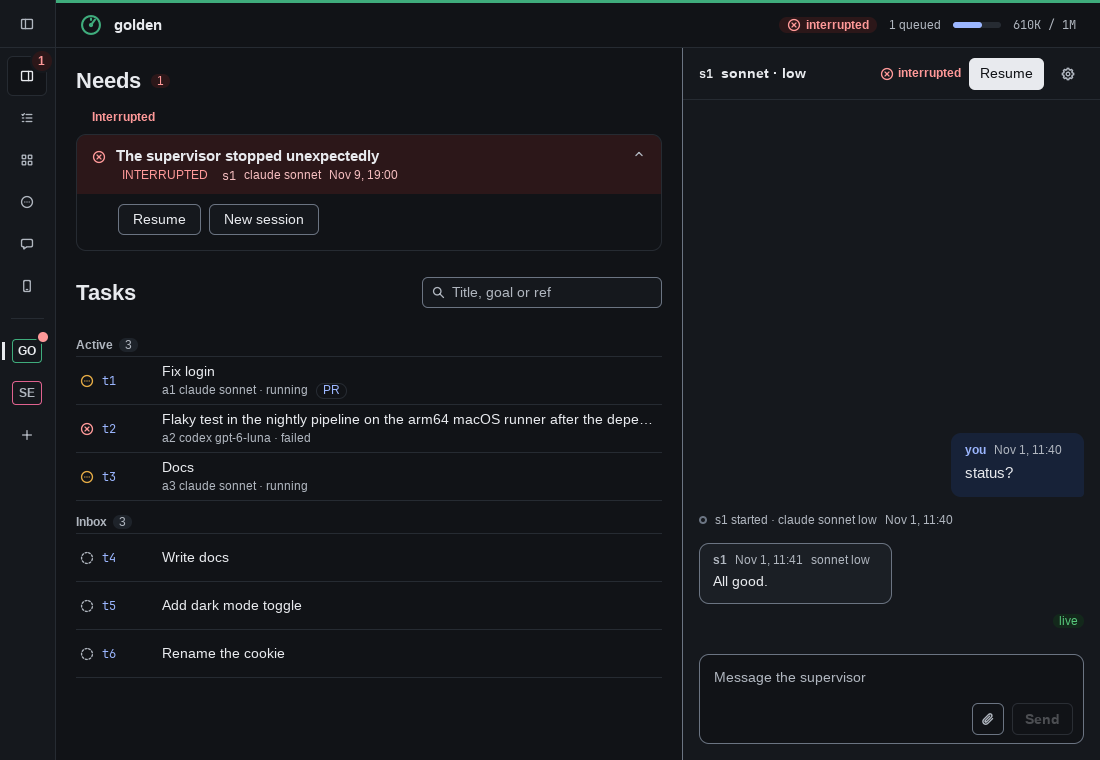 golden
interrupted
1 queued
610K / 1M
1
GO
SE
Needs 1
Interrupted
The supervisor stopped unexpectedly
INTERRUPTED s1 claude sonnet Nov 9, 19:00
Resume
New session
Tasks
Title, goal or ref
Active 3
t1
Fix login
a1 claude sonnet · running PR
t2
Flaky test in the nightly pipeline on the arm64 macOS runner after the depe…
a2 codex gpt-6-luna · failed
t3
Docs
a3 claude sonnet · running
Inbox 3
t4 Write docs
t5 Add dark mode toggle
t6 Rename the cookie
s1 sonnet · low
interrupted
Resume
you Nov 1, 11:40
status?
s1 started · claude sonnet low Nov 1, 11:40
s1 Nov 1, 11:41 sonnet low
All good.
live
Message the supervisor
Send